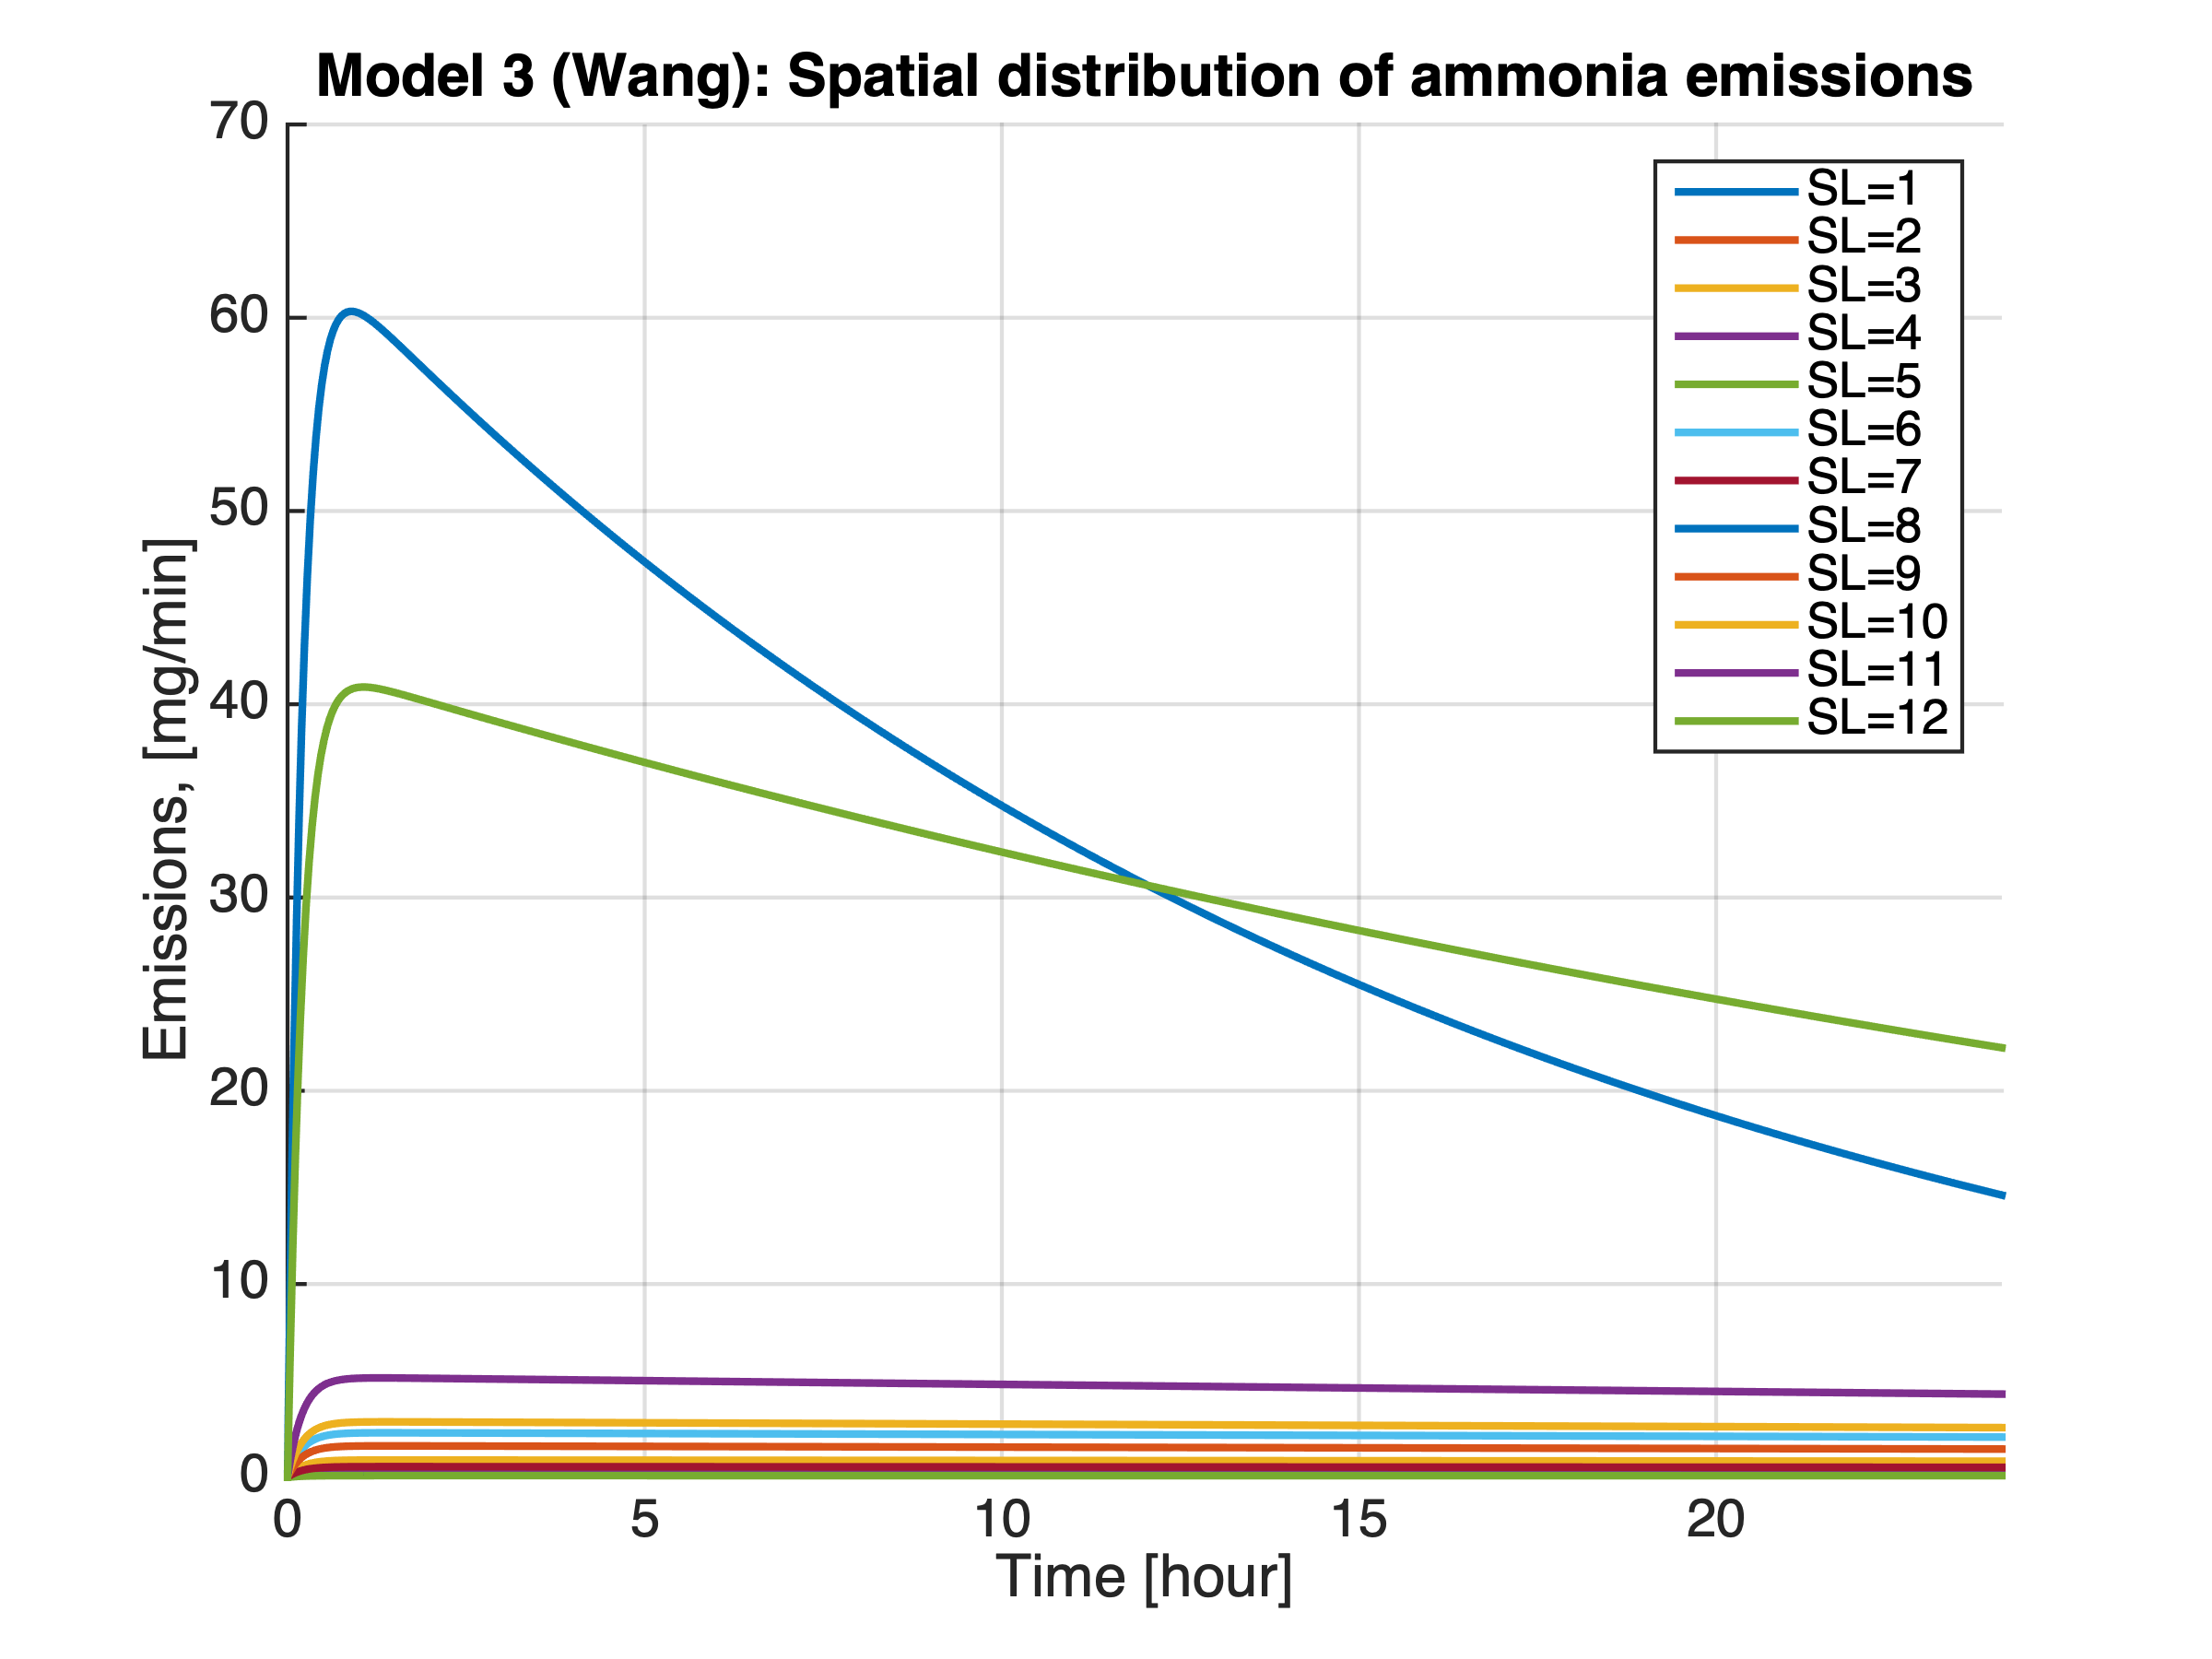 Model 3 (Wang): Spatial distribution of ammonia emissions
70
60
50
40
30
20
10
0
Emissions, [mg/min]
SL=1
SL=2
SL=3
SL=4
SL=5
SL=6
SL=7
SL=8
SL=9
SL=10
SL=11
SL=12
0 5 10 15 20
Time [hour]